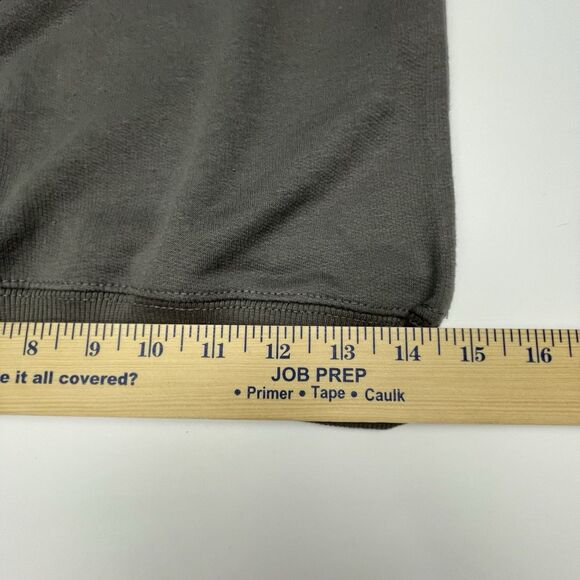 8 9 10 11 12 13 14 15 16
e it all covered? JOB PREP
• Primer • Tape • Caulk